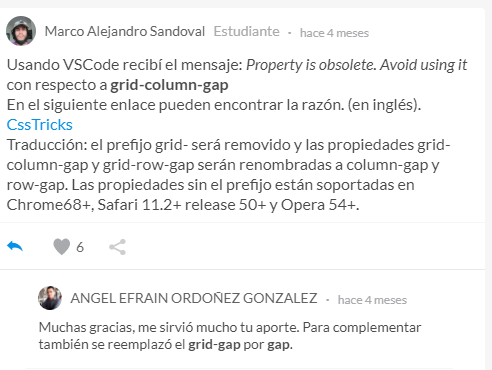 Marco Alejandro Sandoval Estudiante · hace 4 meses
Usando VSCode recibí el mensaje: Property is obsolete. Avoid using it
con respecto a grid-column-gap
En el siguiente enlace pueden encontrar la razón. (en inglés).
CssTricks
Traducción: el prefijo grid- será removido y las propiedades grid-
column-gap y grid-row-gap serán renombradas a column-gap y
row-gap. Las propiedades sin el prefijo están soportadas en
Chrome68+, Safari 11.2+ release 50+ y Opera 54+.
6
ANGEL EFRAIN ORDOÑEZ GONZALEZ · hace 4 meses
Muchas gracias, me sirvió mucho tu aporte. Para complementar
también se reemplazó el grid-gap por gap.